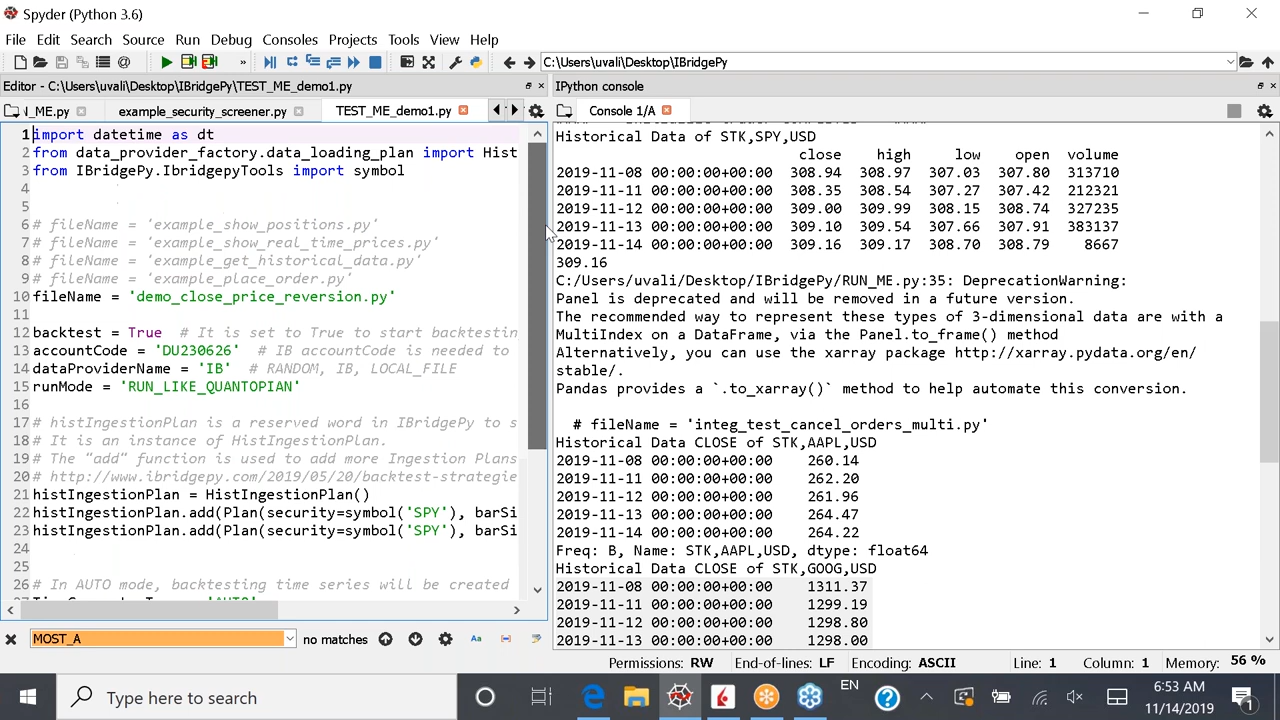 Spyder (Python 3.6)
File Edit Search Source Run Debug Consoles Projects Tools View Help
C:\Users\uvali\Desktop\IBridgePy
Editor - C:\Users\uvali\Desktop\IBridgePy\TEST_ME_demo1.py
_ME.py example_security_screener.py TEST_ME_demo1.py
1 import datetime as dt
2 from data_provider_factory.data_loading_plan import Hist
3 from IBridgePy.IbridgepyTools import symbol
4
5
6 # fileName = 'example_show_positions.py'
7 # fileName = 'example_show_real_time_prices.py'
8 # fileName = 'example_get_historical_data.py'
9 # fileName = 'example_place_order.py'
10 fileName = 'demo_close_price_reversion.py'
11
12 backtest = True # It is set to True to start backtestin
13 accountCode = 'DU230626' # IB accountCode is needed to
14 dataProviderName = 'IB' # RANDOM, IB, LOCAL_FILE
15 runMode = 'RUN_LIKE_QUANTOPIAN'
16
17 # histIngestionPlan is a reserved word in IBridgePy to s
18 # It is an instance of HistIngestionPlan.
19 # The "add" function is used to add more Ingestion Plans
20 # http://www.ibridgepy.com/2019/05/20/backtest-strategie
21 histIngestionPlan = HistIngestionPlan()
22 histIngestionPlan.add(Plan(security=symbol('SPY'), barSi
23 histIngestionPlan.add(Plan(security=symbol('SPY'), barSi
24
25
26 # In AUTO mode, backtesting time series will be created
MOST_A no matches
IPython console
Console 1/A
Historical Data of STK,SPY,USD
close high low open volume
2019-11-08 00:00:00+00:00 308.94 308.97 307.03 307.80 313710
2019-11-11 00:00:00+00:00 308.35 308.54 307.27 307.42 212321
2019-11-12 00:00:00+00:00 309.00 309.99 308.15 308.74 327235
2019-11-13 00:00:00+00:00 309.10 309.54 307.66 307.91 383137
2019-11-14 00:00:00+00:00 309.16 309.17 308.70 308.79 8667
309.16
C:/Users/uvali/Desktop/IBridgePy/RUN_ME.py:35: DeprecationWarning:
Panel is deprecated and will be removed in a future version.
The recommended way to represent these types of 3-dimensional data are with a
MultiIndex on a DataFrame, via the Panel.to_frame() method
Alternatively, you can use the xarray package http://xarray.pydata.org/en/
stable/.
Pandas provides a `.to_xarray()` method to help automate this conversion.
# fileName = 'integ_test_cancel_orders_multi.py'
Historical Data CLOSE of STK,AAPL,USD
2019-11-08 00:00:00+00:00 260.14
2019-11-11 00:00:00+00:00 262.20
2019-11-12 00:00:00+00:00 261.96
2019-11-13 00:00:00+00:00 264.47
2019-11-14 00:00:00+00:00 264.22
Freq: B, Name: STK,AAPL,USD, dtype: float64
Historical Data CLOSE of STK,GOOG,USD
2019-11-08 00:00:00+00:00 1311.37
2019-11-11 00:00:00+00:00 1299.19
2019-11-12 00:00:00+00:00 1298.80
2019-11-13 00:00:00+00:00 1298.00
Permissions: RW End-of-lines: LF Encoding: ASCII Line: 1 Column: 1 Memory: 56 %
Type here to search
EN
6:53 AM
11/14/2019
1